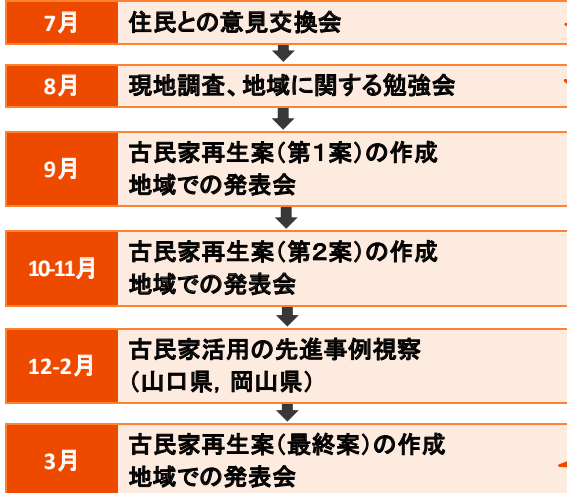 7月
住民との意見交換会
8月
現地調査、地域に関する勉強会
9月
古民家再生案（第１案）の作成
地域での発表会
10-11月
古民家再生案（第２案）の作成
地域での発表会
12-2月
古民家活用の先進事例視察
（山口県，岡山県）
3月
古民家再生案（最終案）の作成
地域での発表会